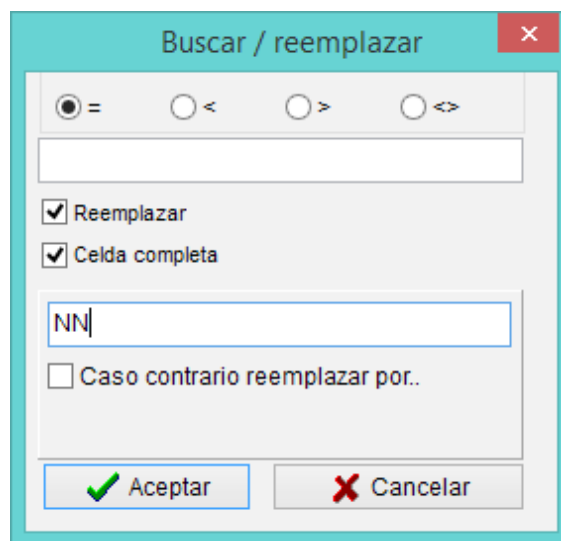 Buscar / reemplazar
= < > <>
Reemplazar
Celda completa
NN
Caso contrario reemplazar por..
Aceptar Cancelar